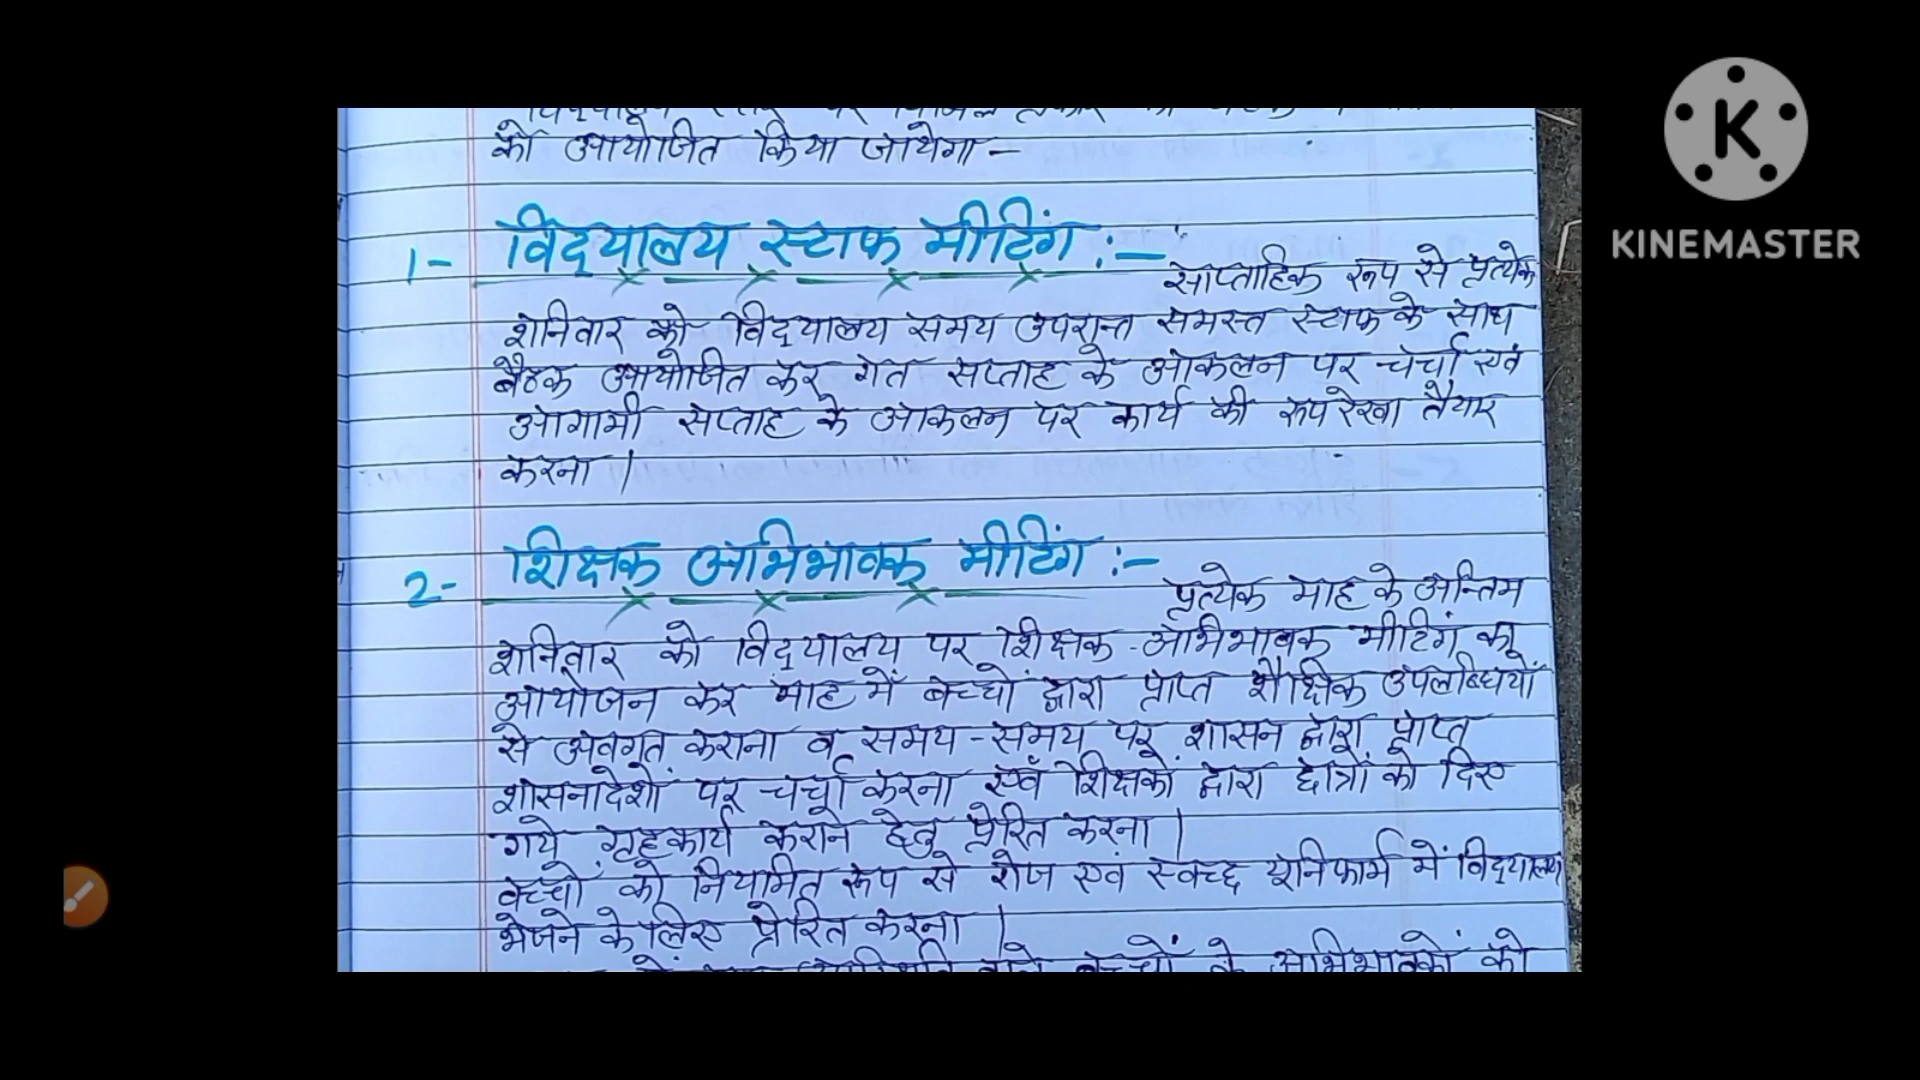 को आयोजित किया जायेगा -
1- विद्यालय स्टाफ मीटिंग :-
साप्ताहिक रूप से प्रत्येक
शनिवार को विद्यालय समय उपरान्त समस्त स्टाफ के साथ
बैठक आयोजित कर गत सप्ताह के आकलन पर चर्चा एवं
आगामी सप्ताह के आकलन पर कार्य की रूपरेखा तैयार
करना |
2- शिक्षक अभिभावक मीटिंग :-
प्रत्येक माह के अन्तिम
शनिवार को विद्यालय पर शिक्षक-अभिभावक मीटिंग का
आयोजन कर माह में बच्चों द्वारा प्राप्त शैक्षिक उपलब्धियों
से अवगत कराना व समय-समय पर शासन द्वारा प्राप्त
शासनादेशों पर चर्चा करना एवं शिक्षकों द्वारा छात्रों को दिए
गये गृहकार्य कराने हेतु प्रेरित करना |
बच्चों को नियमित रूप से रोज एवं स्वच्छ यूनिफार्म में विद्यालय
भेजने के लिए प्रेरित करना |
बच्चों के अभिभावकों को
K
KINEMASTER